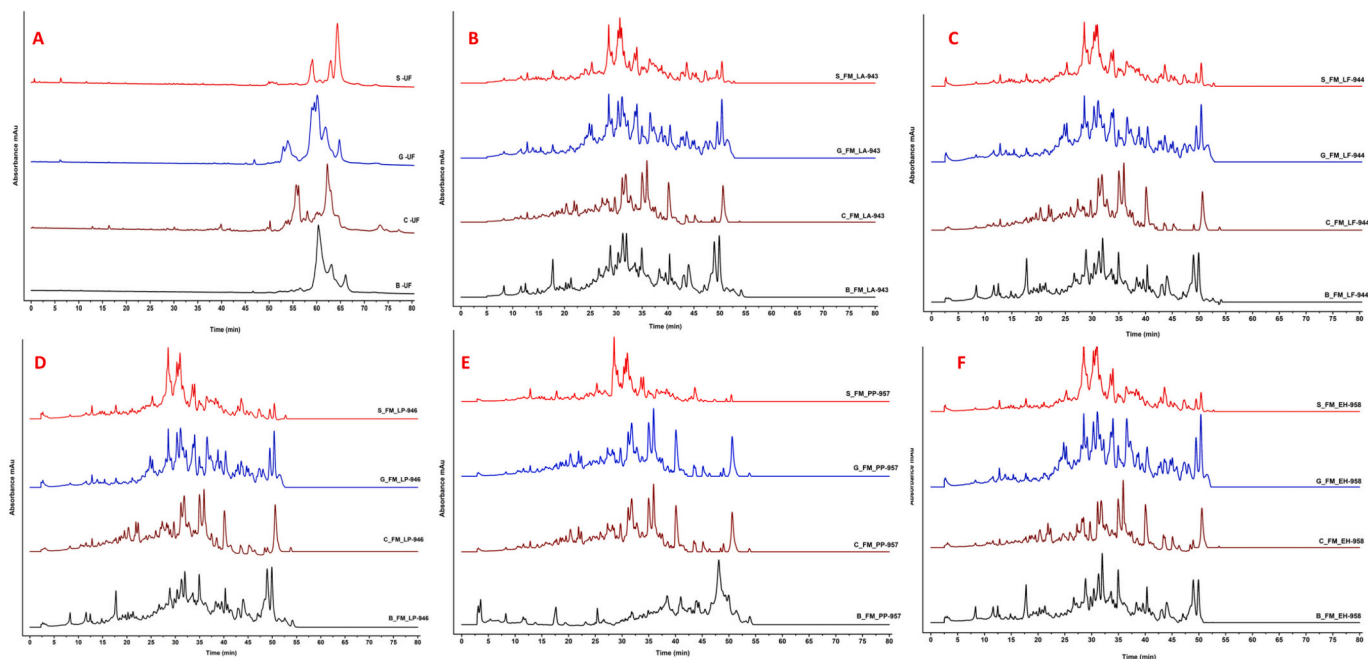 A
S -UF
G -UF
C -UF
B -UF
Absorbance mAu
0 5 10 15 20 25 30 35 40 45 50 55 60 65 70 75 80
Time (min)
B
S_FM_LA-943
G_FM_LA-943
C_FM_LA-943
B_FM_LA-943
Absorbance mAu
0 5 10 15 20 25 30 35 40 45 50 55 60 65 70 75 80
Time (min)
C
S_FM_LF-944
G_FM_LF-944
C_FM_LF-944
B_FM_LF-944
Absorbance mAu
0 5 10 15 20 25 30 35 40 45 50 55 60 65 70 75 80
Time (min)
D
S_FM_LP-946
G_FM_LP-946
C_FM_LP-946
B_FM_LP-946
Absorbance mAu
0 5 10 15 20 25 30 35 40 45 50 55 60 65 70 75 80
Time (min)
E
S_FM_PP-957
G_FM_PP-957
C_FM_PP-957
B_FM_PP-957
Absorbance mAu
0 5 10 15 20 25 30 35 40 45 50 55 60 65 70 75 80
Time (min)
F
S_FM_EH-958
G_FM_EH-958
C_FM_EH-958
B_FM_EH-958
Absorbance mAu
0 5 10 15 20 25 30 35 40 45 50 55 60 65 70 75 80
Time (min)